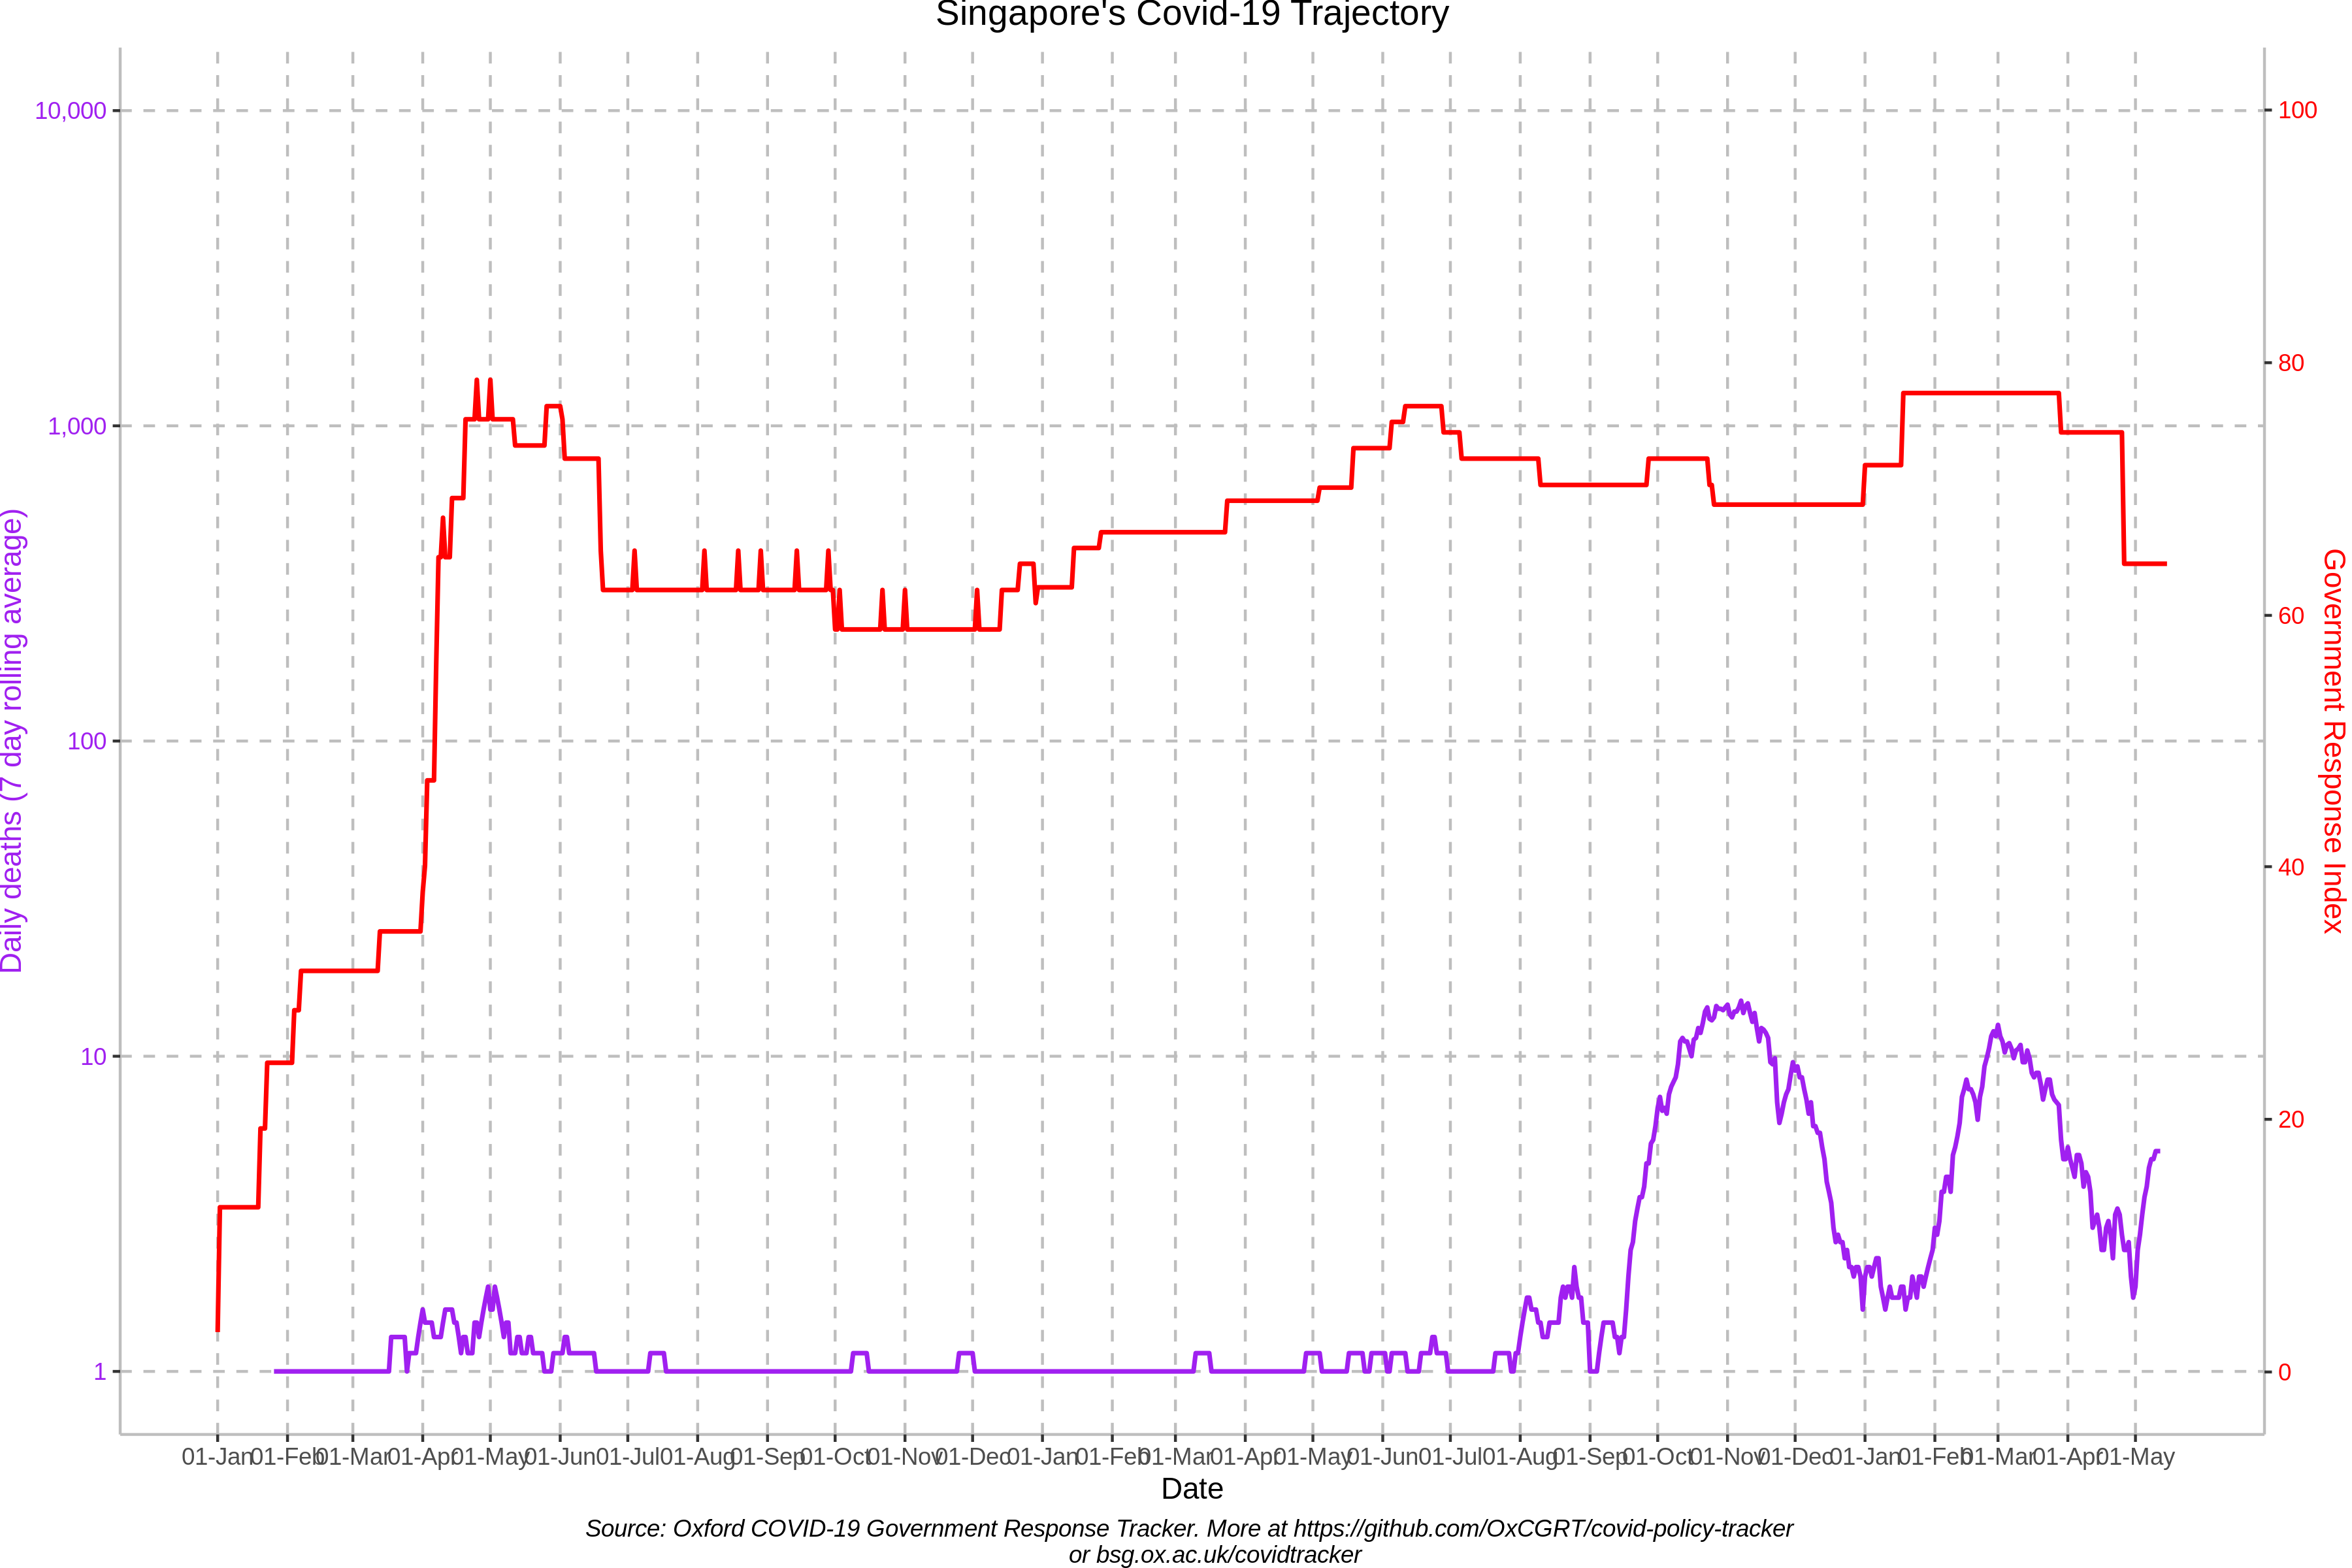 Singapore's Covid-19 Trajectory
10,000
1,000
100
10
1
Daily deaths (7 day rolling average)
100
80
60
40
20
0
Government Response Index
01-Jan 01-Feb 01-Mar 01-Apr 01-May 01-Jun 01-Jul 01-Aug 01-Sep 01-Oct 01-Nov 01-Dec 01-Jan 01-Feb 01-Mar 01-Apr 01-May 01-Jun 01-Jul 01-Aug 01-Sep 01-Oct 01-Nov 01-Dec 01-Jan 01-Feb 01-Mar 01-Apr 01-May
Date
Source: Oxford COVID-19 Government Response Tracker. More at https://github.com/OxCGRT/covid-policy-tracker
or bsg.ox.ac.uk/covidtracker